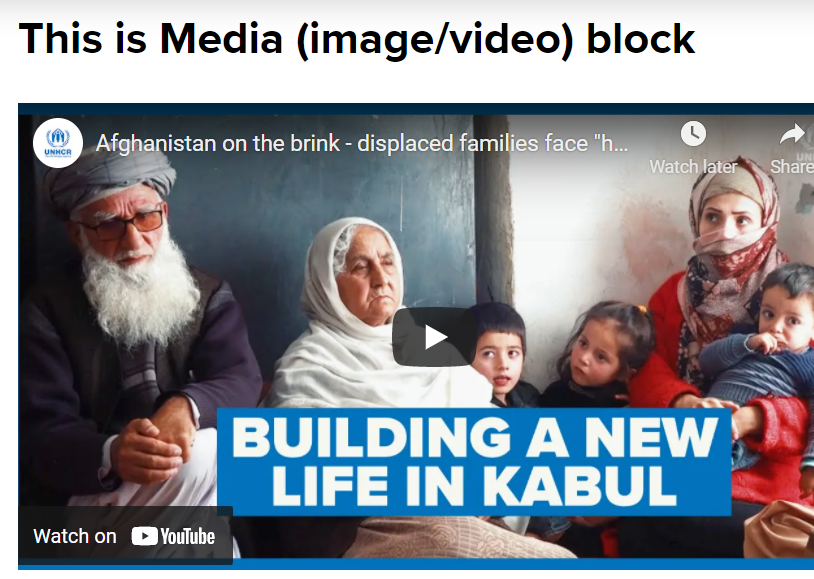 This is Media (image/video) block
UNHCR
Afghanistan on the brink - displaced families face "h...
Watch later
Share
BUILDING A NEW
LIFE IN KABUL
Watch on YouTube